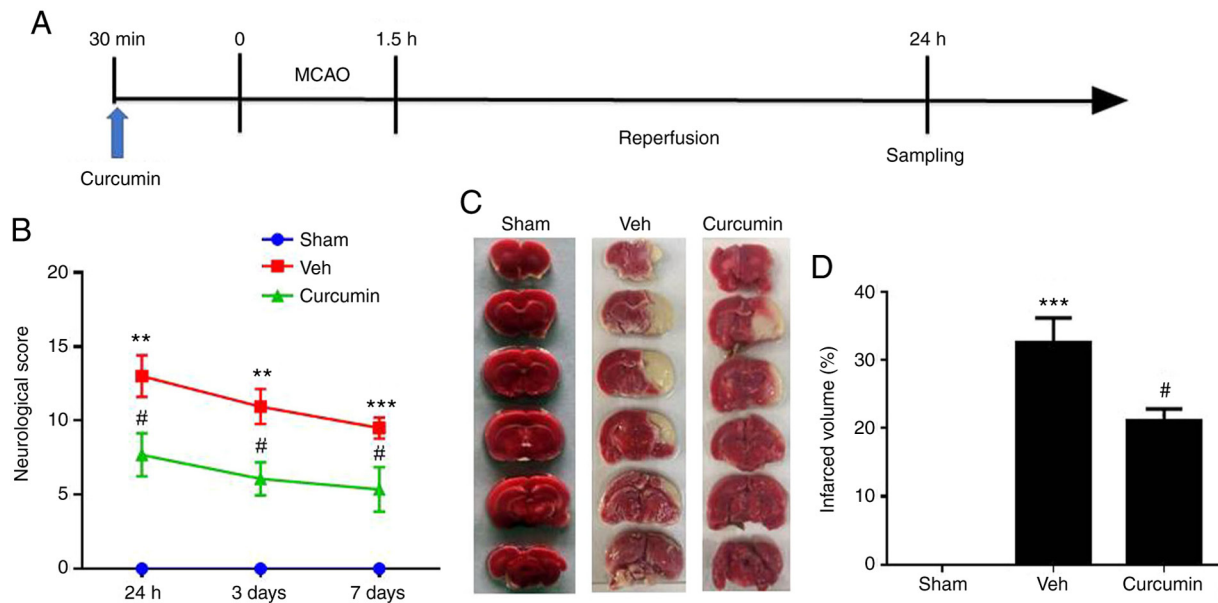 A
30 min
0
1.5 h
24 h
MCAO
Reperfusion
Curcumin
Sampling
B
Sham
Veh
Curcumin
Neurological score
20
15
10
5
0
**
**
***
#
#
#
24 h
3 days
7 days
C
Sham
Veh
Curcumin
D
Infarced volume (%)
40
30
20
10
0
***
#
Sham
Veh
Curcumin